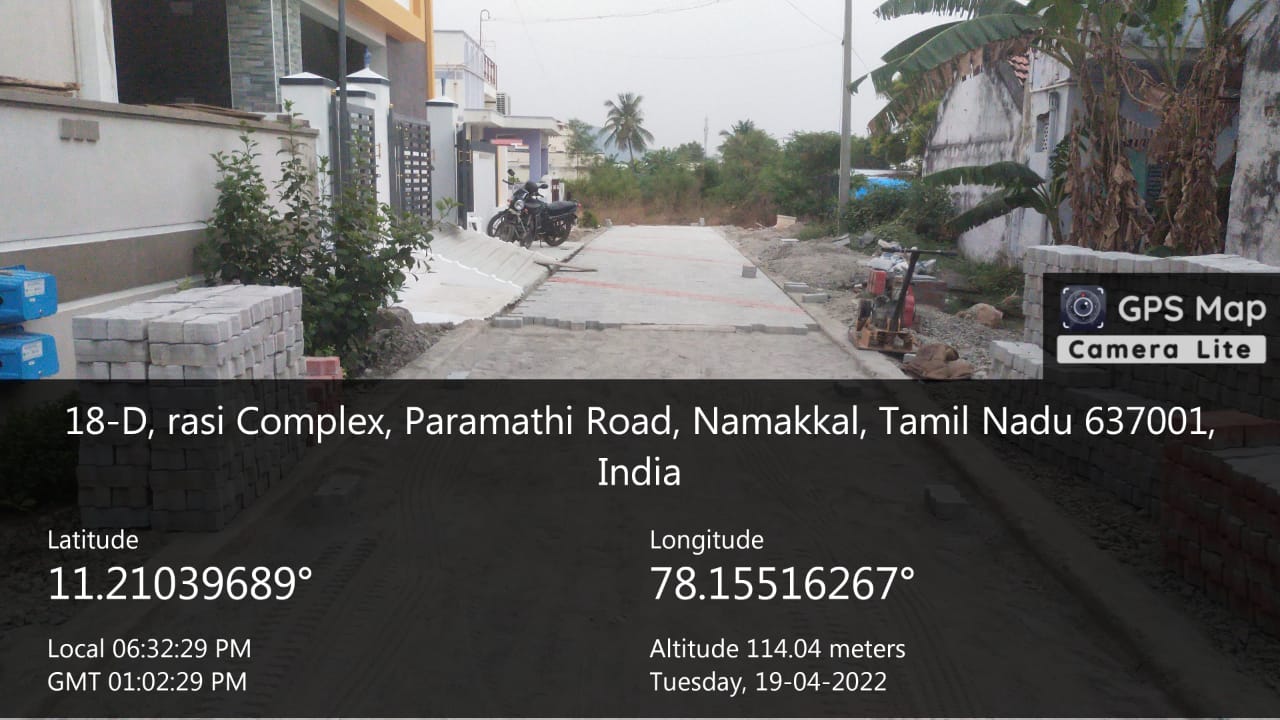 GPS Map
Camera Lite
18-D, rasi Complex, Paramathi Road, Namakkal, Tamil Nadu 637001,
India
Latitude
11.21039689°
Longitude
78.15516267°
Local 06:32:29 PM
GMT 01:02:29 PM
Altitude 114.04 meters
Tuesday, 19-04-2022